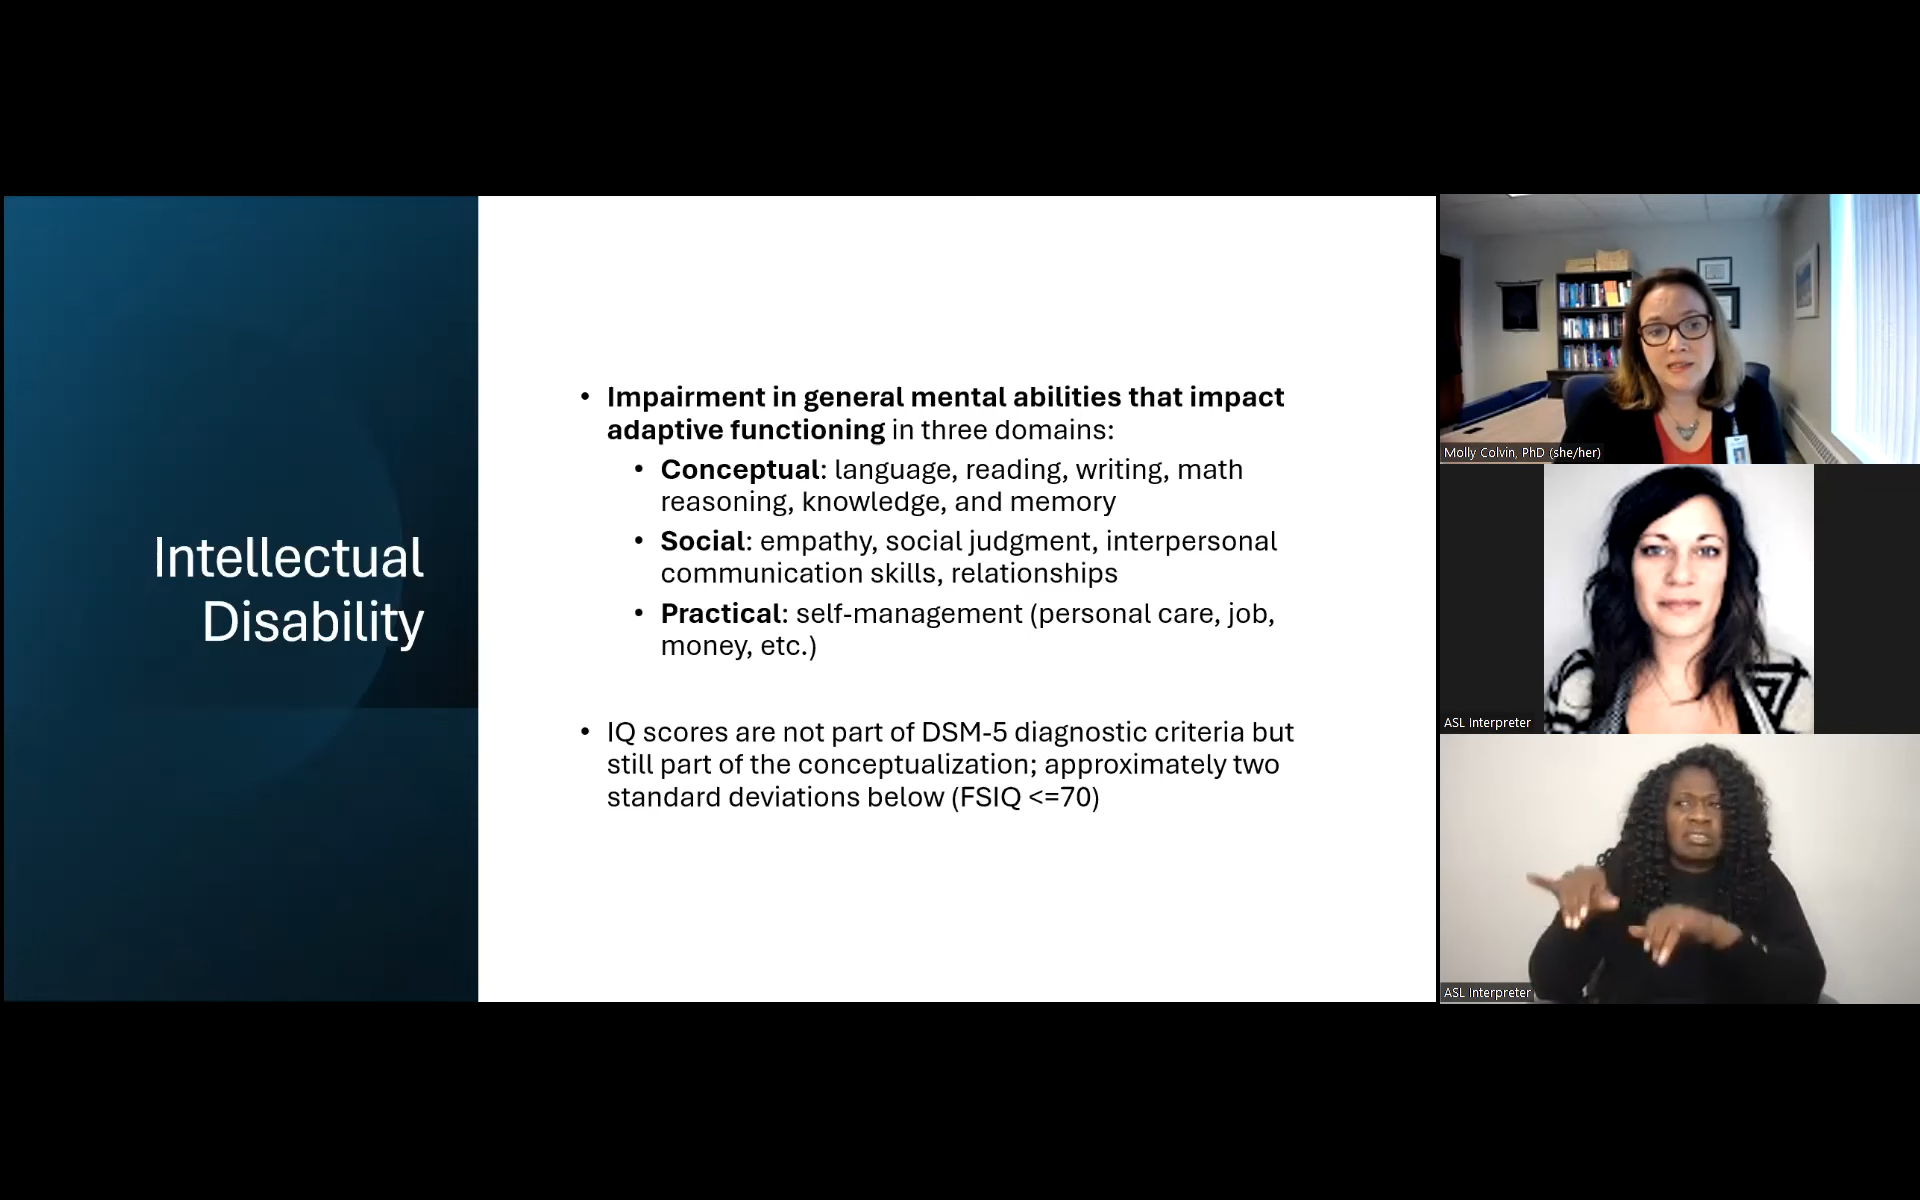 Intellectual
Disability
• Impairment in general mental abilities that impact
adaptive functioning in three domains:
• Conceptual: language, reading, writing, math
reasoning, knowledge, and memory
• Social: empathy, social judgment, interpersonal
communication skills, relationships
• Practical: self-management (personal care, job,
money, etc.)
• IQ scores are not part of DSM-5 diagnostic criteria but
still part of the conceptualization; approximately two
standard deviations below (FSIQ <=70)
Molly Colvin, PhD (she/her)
ASL Interpreter
ASL Interpreter